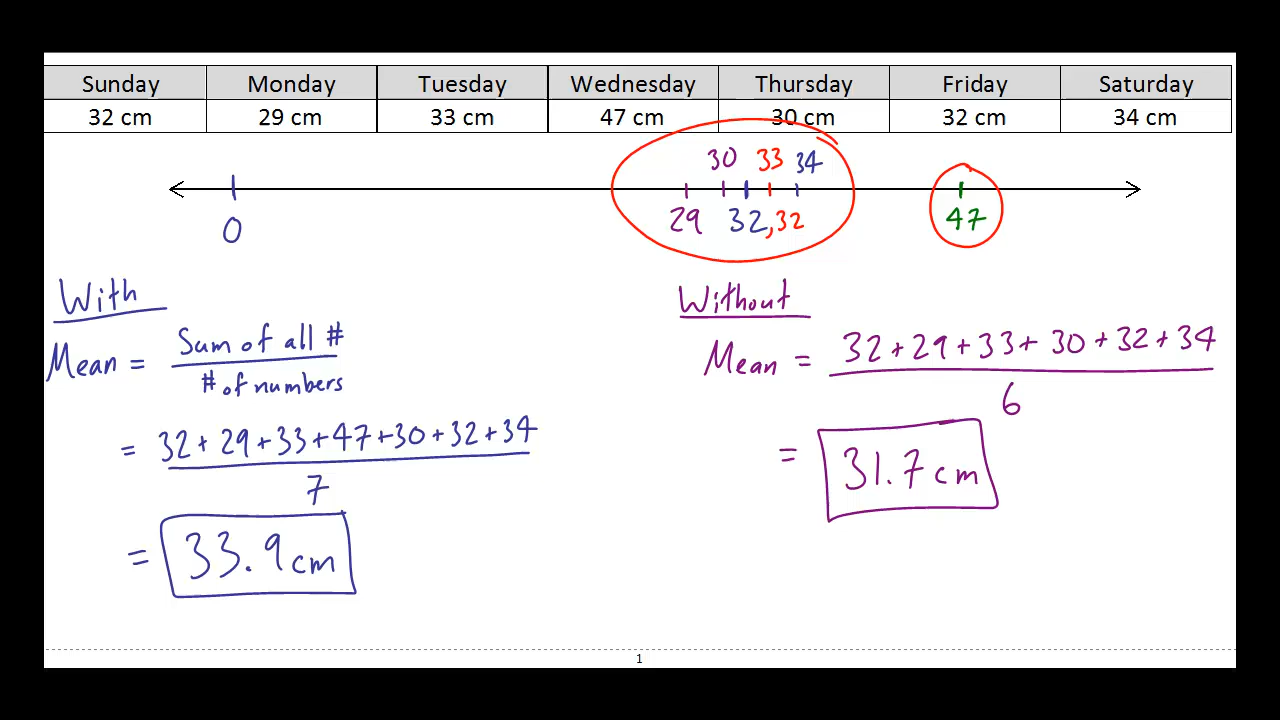 Sunday Monday Tuesday Wednesday Thursday Friday Saturday
32 cm 29 cm 33 cm 47 cm 30 cm 32 cm 34 cm
30 33 34
0 29 32,32 47
With
Mean = Sum of all #
# of numbers
= 32+29+33+47+30+32+34
7
= 33.9cm
Without
Mean = 32+29+33+30+32+34
6
= 31.7cm
1